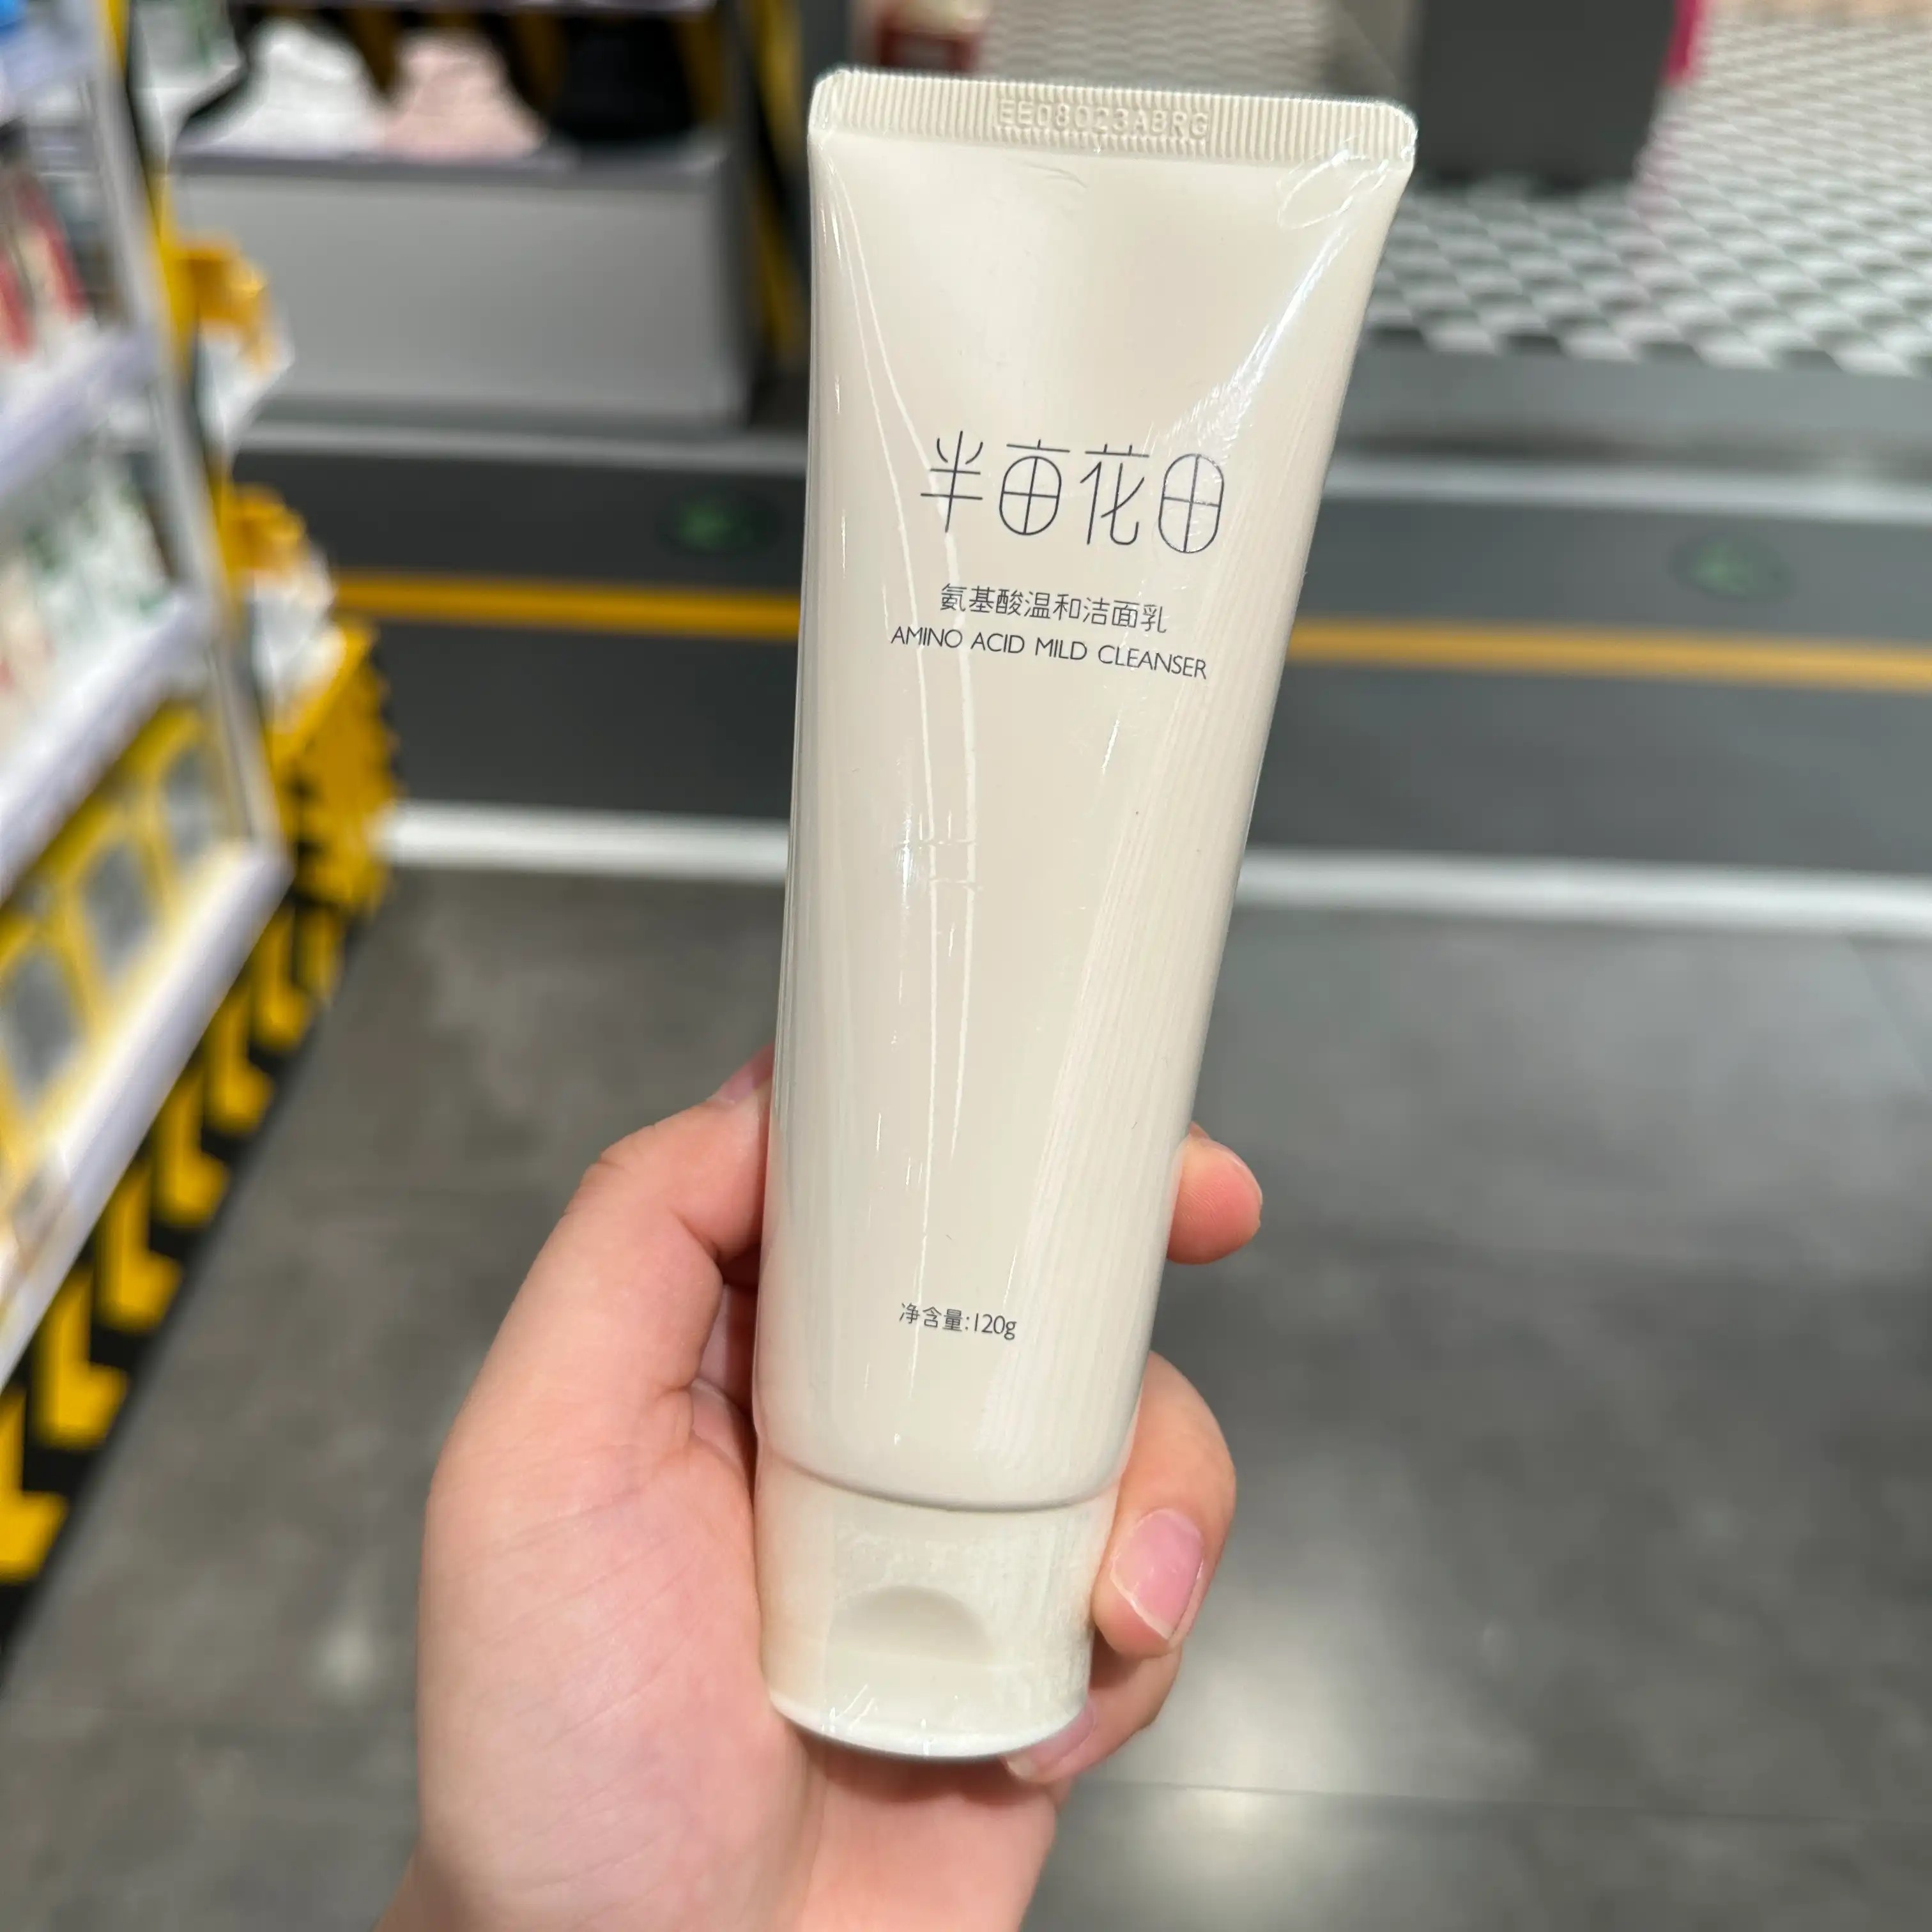 EE08023ABRG
半亩花田
氨基酸温和洁面乳
AMINO ACID MILD CLEANSER
净含量:120g